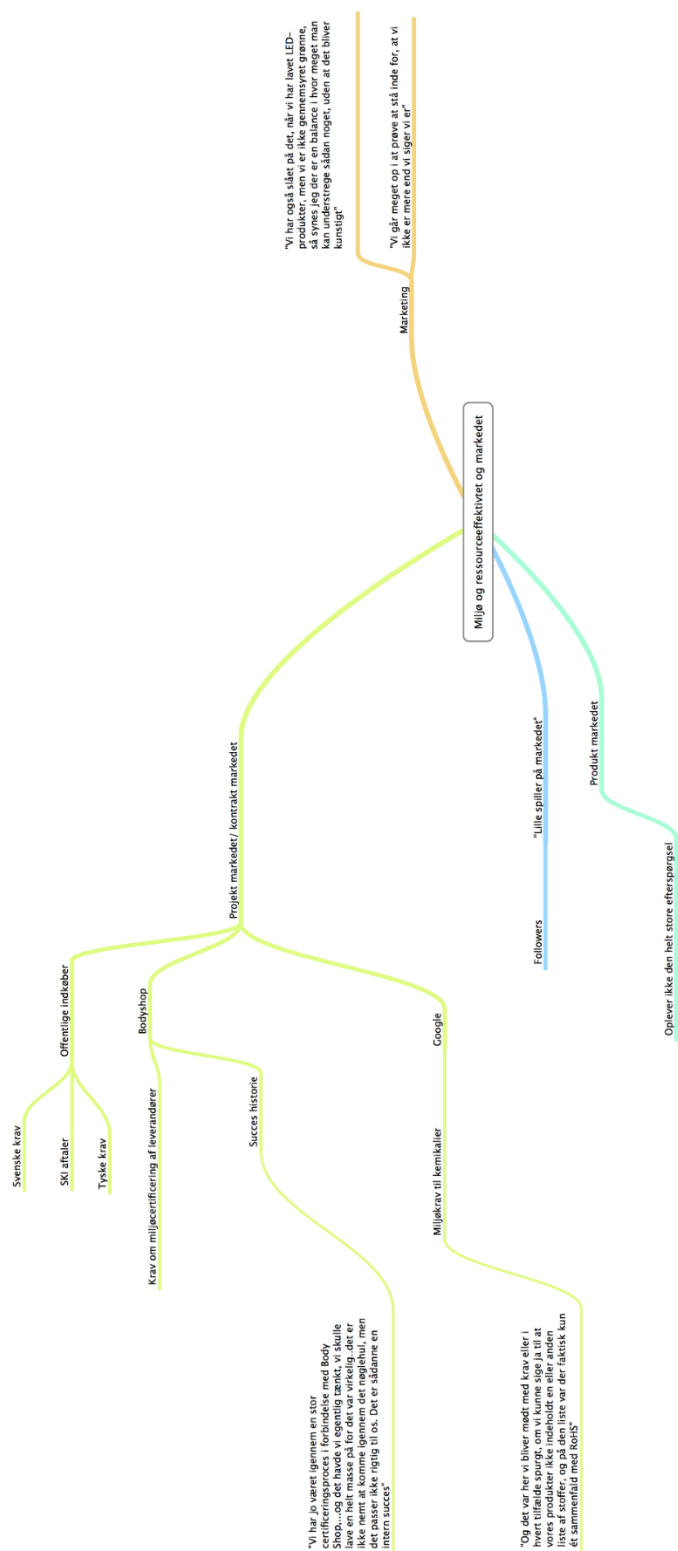 "Vi har også slået på det, når vi har lavet LED-
produkter, men vi er ikke gennemsyret grønne,
så synes jeg der er en balance i hvor meget man
kan understrege sådan noget, uden at det bliver
kunstigt"
"Vi går meget op i at prøve at stå inde for, at vi
ikke er mere end vi siger vi er"
Marketing
Miljø og ressourceeffektivtet og markedet
Projekt markedet/ kontrakt markedet
Offentlige indkøber
Svenske krav
SKI aftaler
Tyske krav
Bodyshop
Krav om miljøcertificering af leverandører
Succes historie
"Vi har jo været igennem en stor
certificeringsproces i forbindelse med Body
Shop....og det havde vi egentlig tænkt, vi skulle
lave en helt masse på for det var virkelig..det er
ikke nemt at komme igennem det nøglehul, men
det passer ikke rigtig til os. Det er sådanne en
intern succes"
Google
Miljøkrav til kemikalier
"Og det var her vi bliver mødt med krav eller i
hvert tilfælde spurgt, om vi kunne sige ja til at
vores produkter ikke indeholdt en eller anden
liste af stoffer, og på den liste var der faktisk kun
ét sammenfald med RoHS"
"Lille spiller på markedet"
Followers
Produkt markedet
Oplever ikke den helt store efterspørgsel